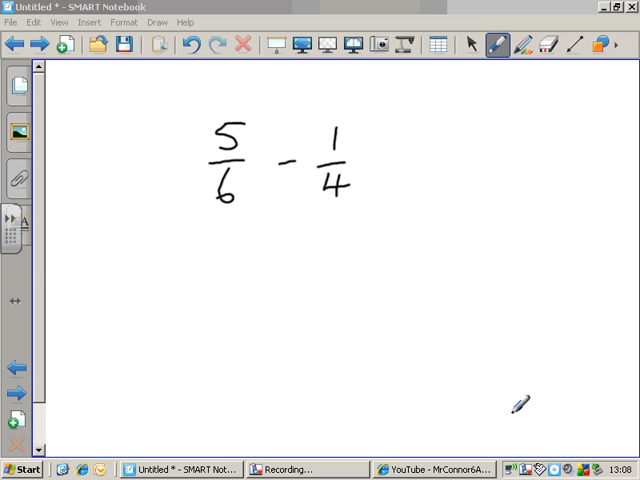 Untitled * - SMART Notebook
File Edit View Insert Format Draw Help
5/6 - 1/4
A
Start Untitled * - SMART Not... Recording... YouTube - MrConnor6A... 13:08